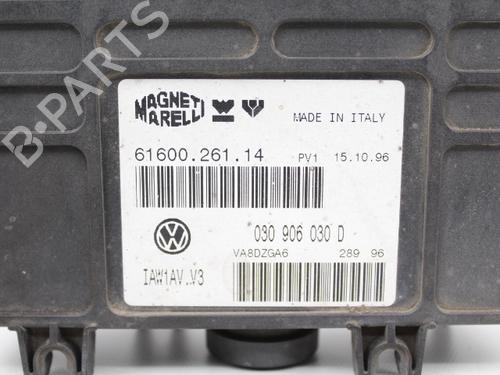 B-PARTS
MAGNETI
MARELLI
MADE IN ITALY
61600.261.14 PV1 15.10.96
030 906 030 D
VA8DZGA6 289 96
IAW1AV..V3